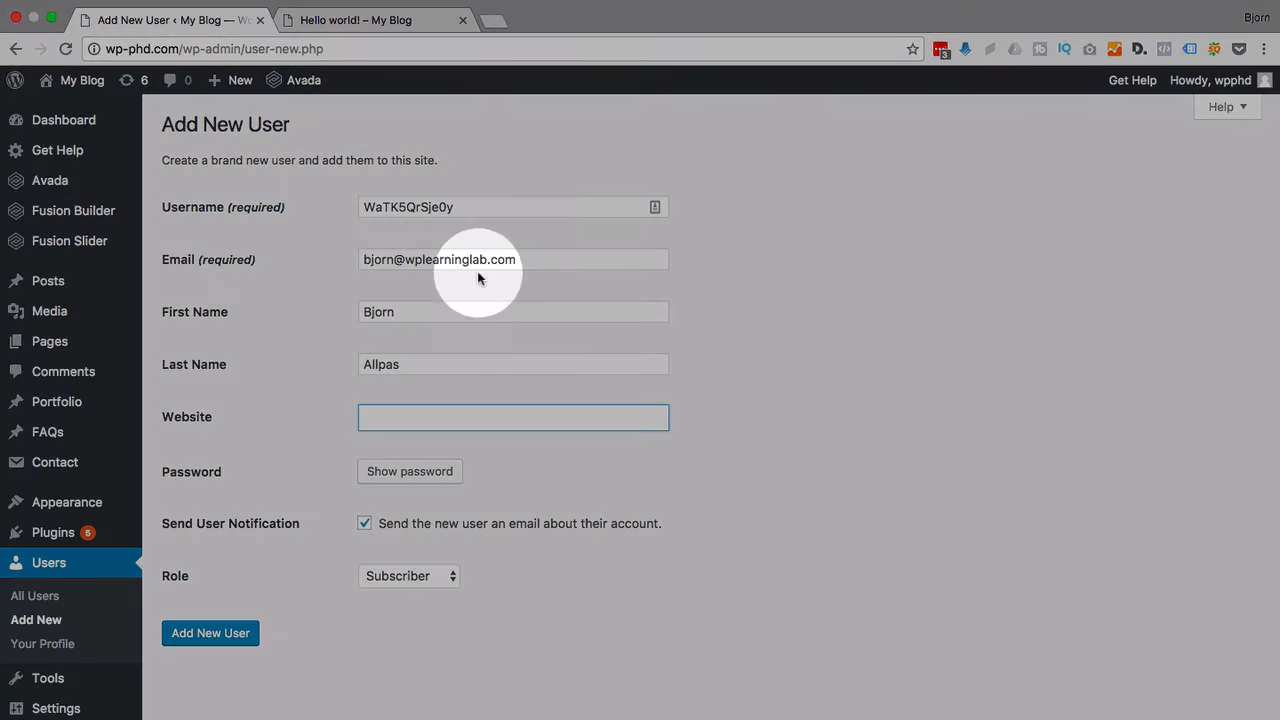 Add New User ‹ My Blog — Wo
Hello world! – My Blog
Bjorn
wp-phd.com/wp-admin/user-new.php
3
tb
IQ
D.
My Blog
6
0
New
Avada
Get Help
Howdy, wpphd
Help
Dashboard
Get Help
Avada
Fusion Builder
Fusion Slider
Posts
Media
Pages
Comments
Portfolio
FAQs
Contact
Appearance
Plugins 5
Users
All Users
Add New
Your Profile
Tools
Settings
Add New User
Create a brand new user and add them to this site.
Username (required)
WaTK5QrSje0y
Email (required)
bjorn@wplearninglab.com
First Name
Bjorn
Last Name
Allpas
Website
Password
Show password
Send User Notification
Send the new user an email about their account.
Role
Subscriber
Add New User